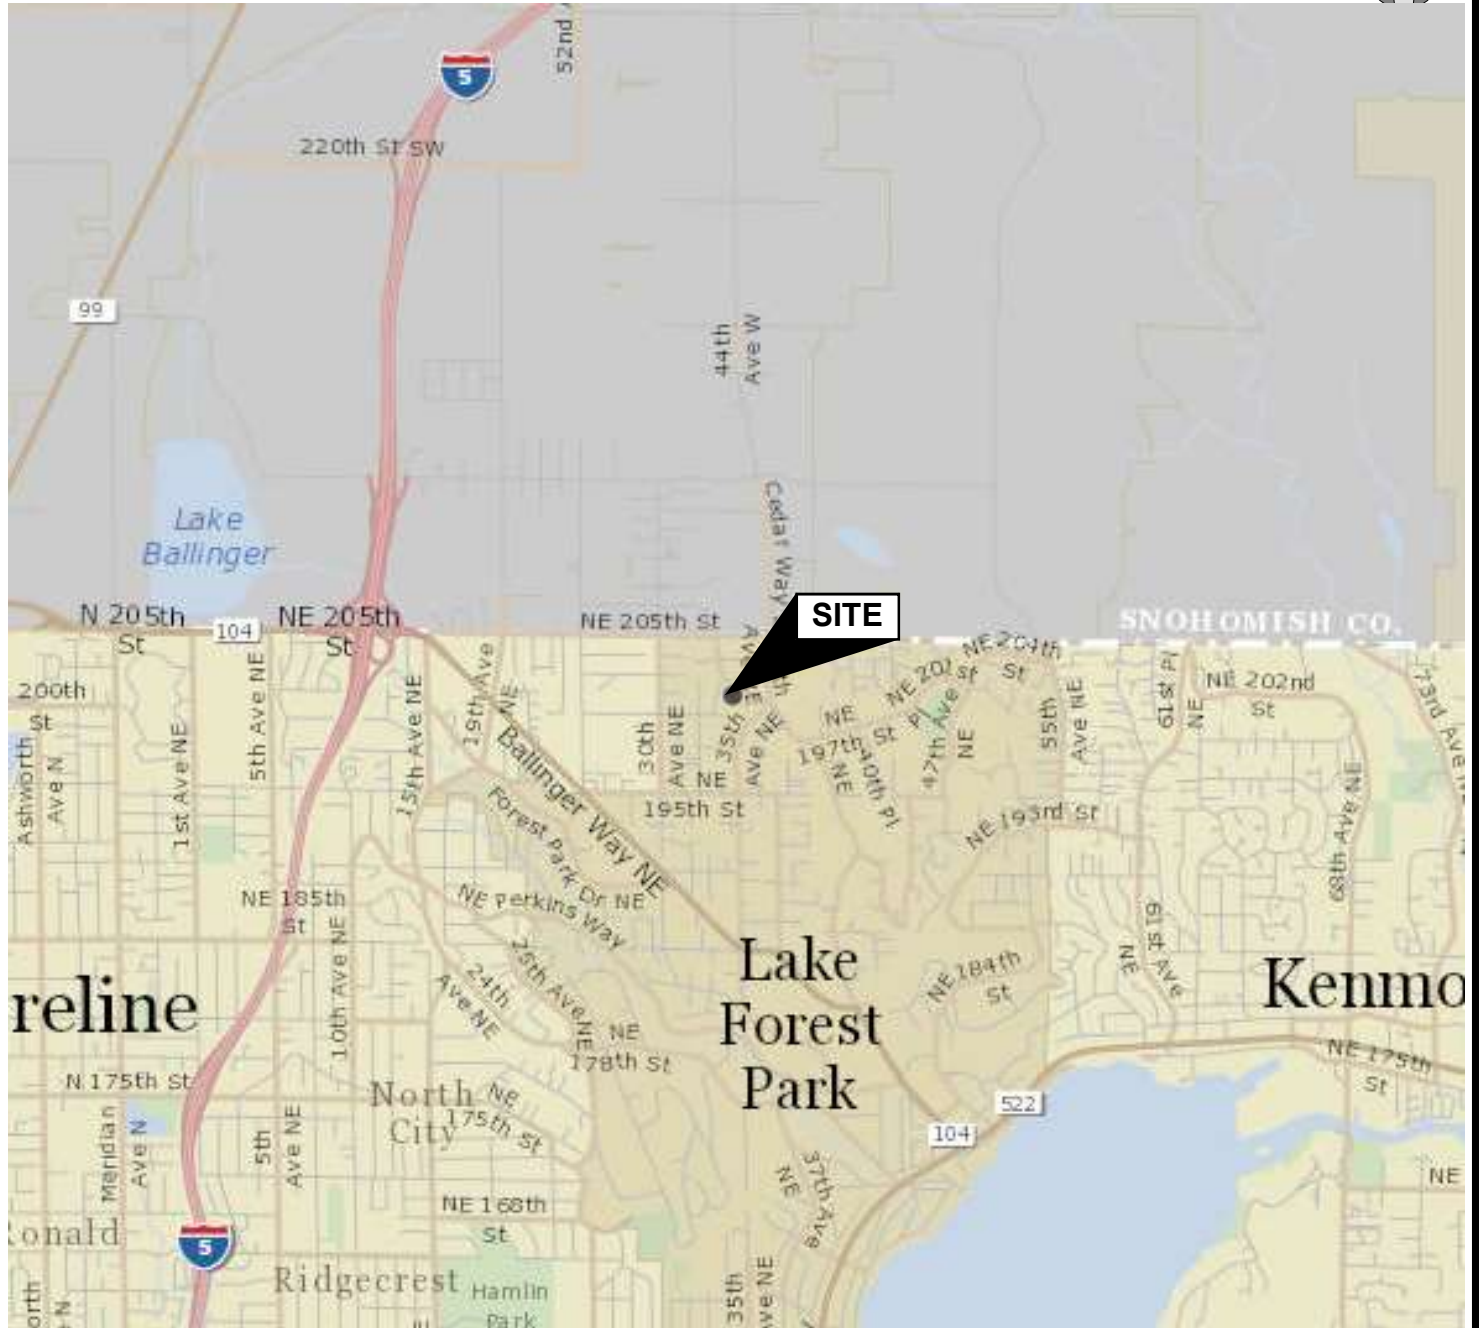 52nd
5
220th St SW
99
44th
Ave W
Cedar Way
Lake
Ballinger
N 205th
St
104
NE 205th
St
NE 205th St
SITE
SNOHOMISH CO.
NE 204th
St
NE 202nd
St
61st Pl
NE
73rd Ave NE
200th
St
5th Ave NE
15th Ave NE
19th Ave
NE
30th
Ave NE
35th
Ave NE
NE
197th St
40th Pl
NE
47th Ave
NE
55th
Ave NE
Ashworth
Ave N
1st Ave NE
Ballinger Way NE
NE
195th St
NE 193rd St
68th Ave NE
Forest Park Dr NE
NE Perkins Way
NE 185th
St
10th Ave NE
25th Ave NE
24th
Ave NE
NE
178th St
NE 184th
St
61st Ave
NE
reline
Lake
Forest
Park
Kenmo
N 175th St
NE 175th
St
North
City
NE
175th St
522
104
Meridian
Ave N
5th
Ave NE
37th Ave
NE
NE
NE 168th
St
onald
5
Ridgecrest
Hamlin
Park
35th
ve NE
orth
N